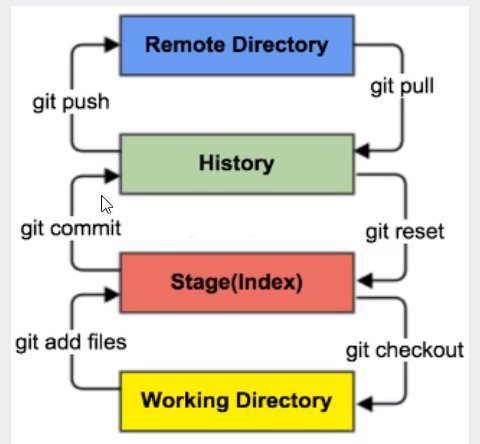 Remote Directory
git push
git pull
History
git commit
git reset
Stage(Index)
git add files
git checkout
Working Directory